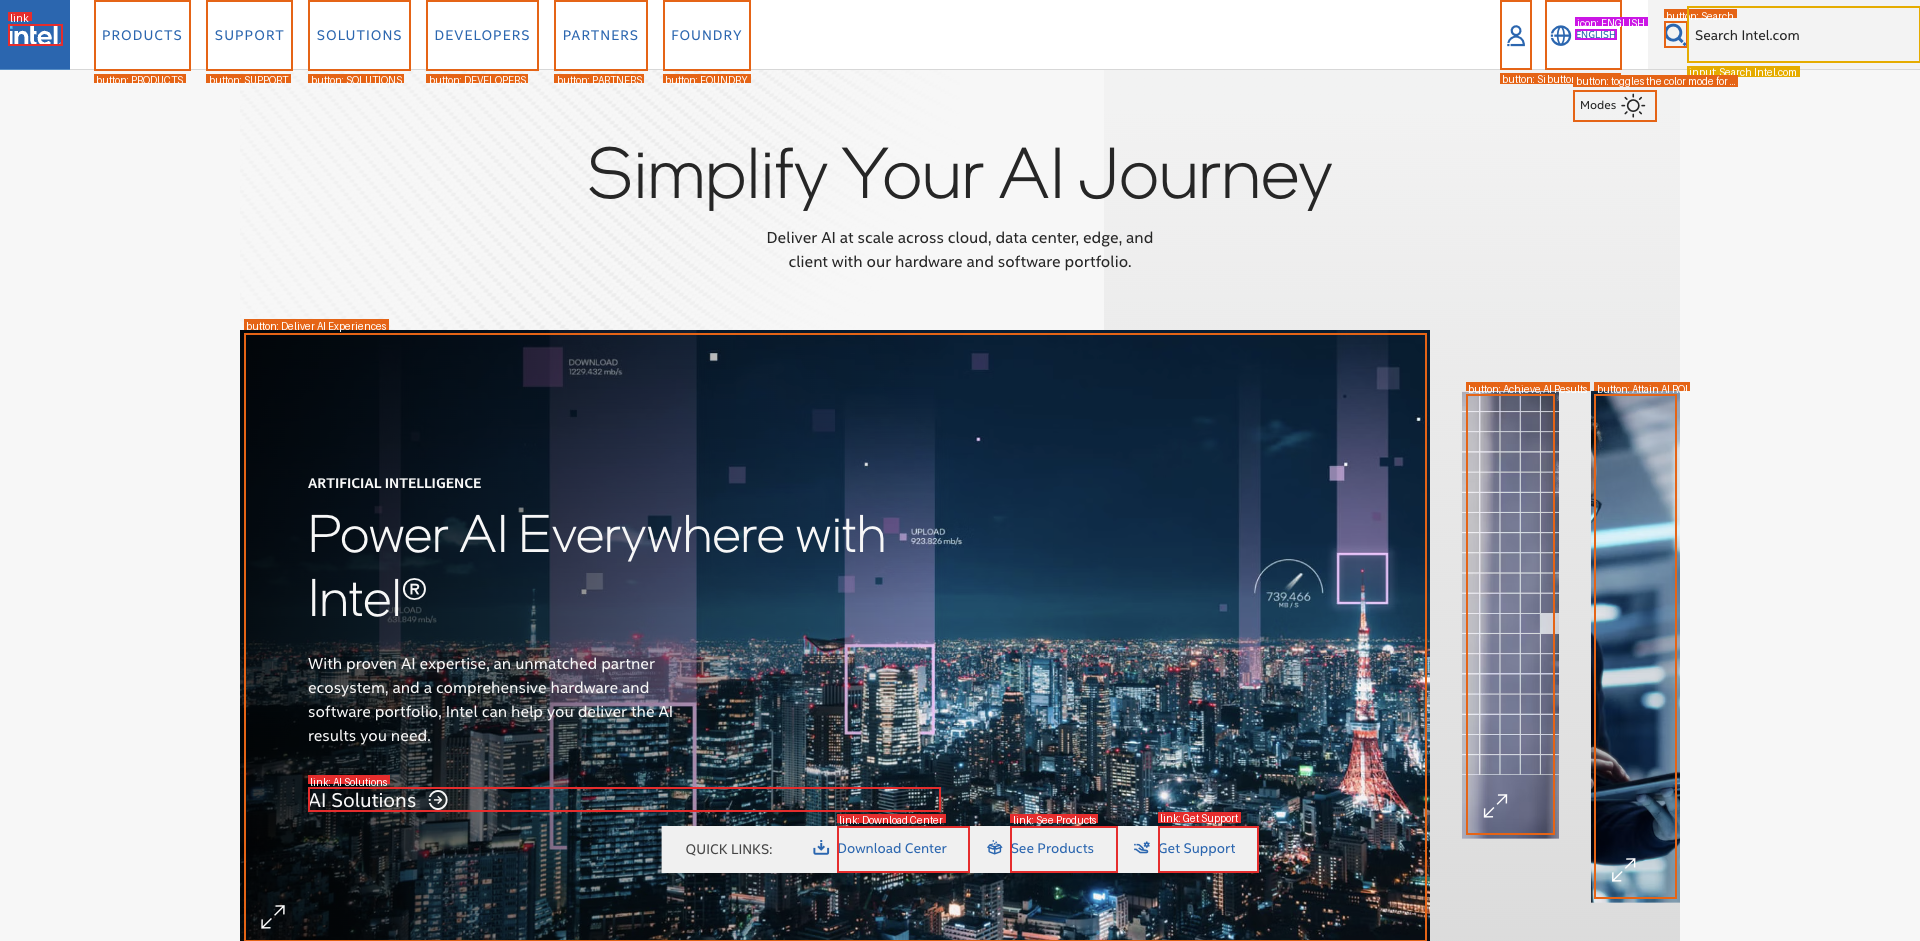 link
intel
PRODUCTS
SUPPORT
SOLUTIONS
DEVELOPERS
PARTNERS
FOUNDRY
icon: ENGLISH
ENGLISH
button: Search
Search Intel.com
button: PRODUCTS
button: SUPPORT
button: SOLUTIONS
button: DEVELOPERS
button: PARTNERS
button: FOUNDRY
input: Search Intel.com
button: toggles the color mode for ...
Modes
Simplify Your AI Journey
Deliver AI at scale across cloud, data center, edge, and
client with our hardware and software portfolio.
button: Deliver AI Experiences
DOWNLOAD
1229.432 mb/s
button: Achieve AI Results
button: Attain AI ROI
ARTIFICIAL INTELLIGENCE
Power AI Everywhere with
Intel®
UPLOAD
923.826 mb/s
739.466
MB / S
UPLOAD
631.849 mb/s
With proven AI expertise, an unmatched partner
ecosystem, and a comprehensive hardware and
software portfolio, Intel can help you deliver the AI
results you need.
link: AI Solutions
AI Solutions
link: Download Center
link: See Products
link: Get Support
QUICK LINKS:
Download Center
See Products
Get Support